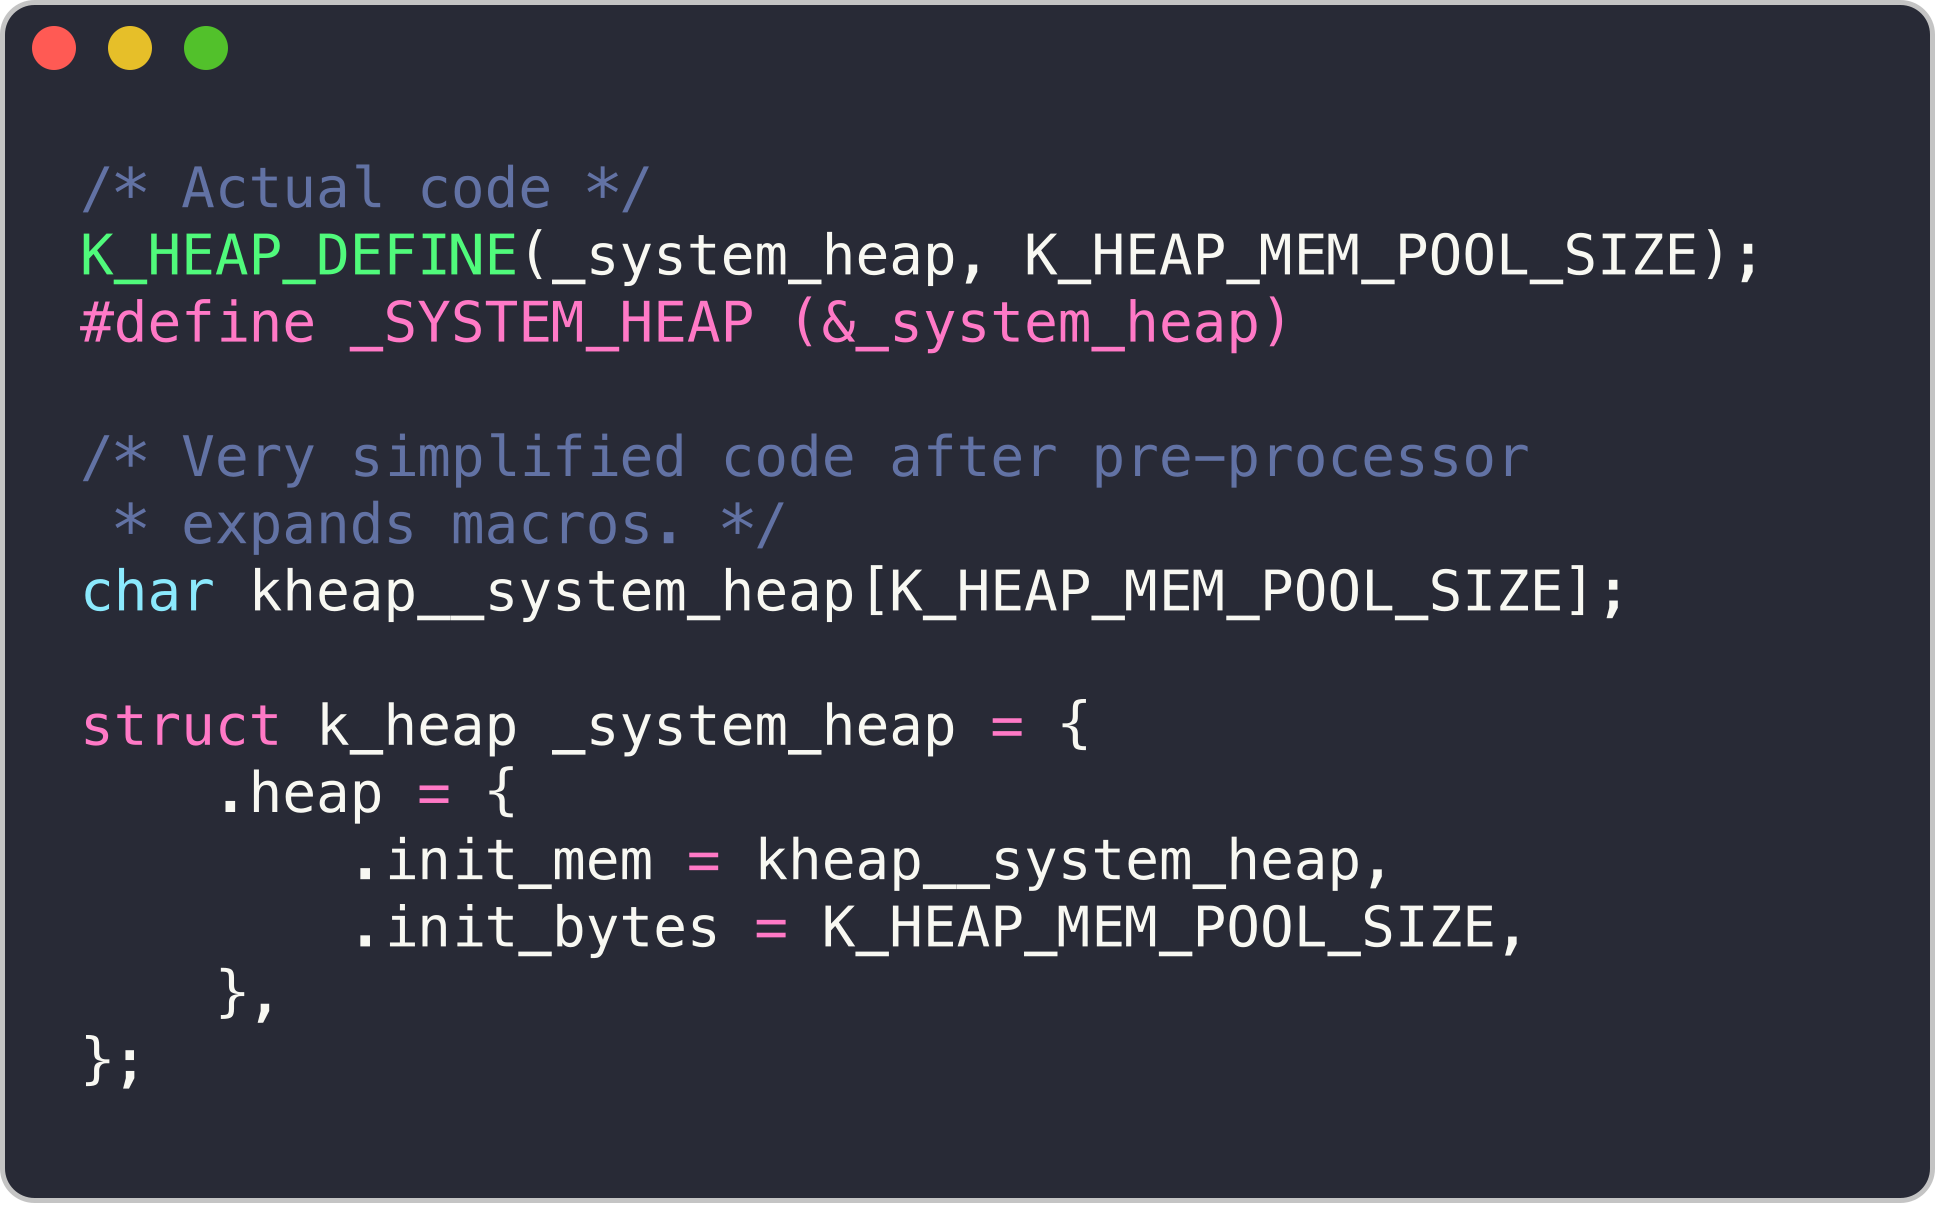 /* Actual code */
K_HEAP_DEFINE(_system_heap, K_HEAP_MEM_POOL_SIZE);
#define _SYSTEM_HEAP (&_system_heap)
/* Very simplified code after pre-processor
 * expands macros. */
char kheap__system_heap[K_HEAP_MEM_POOL_SIZE];
struct k_heap _system_heap = {
    .heap = {
        .init_mem = kheap__system_heap,
        .init_bytes = K_HEAP_MEM_POOL_SIZE,
    },
};